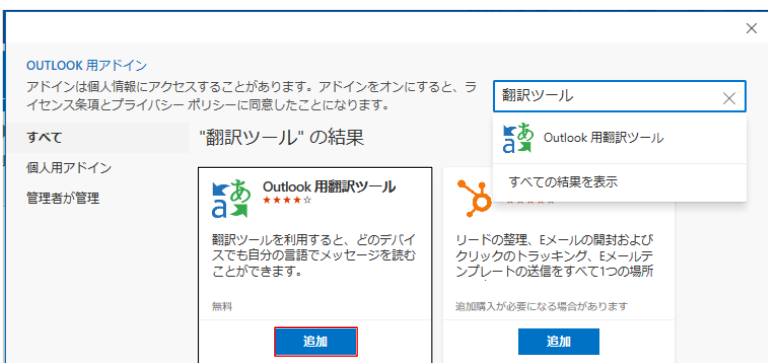 OUTLOOK 用アドイン
アドインは個人情報にアクセスすることがあります。アドインをオンにすると、ラ
イセンス条項とプライバシー ポリシーに同意したことになります。
翻訳ツール
Outlook 用翻訳ツール
すべての結果を表示
すべて
個人用アドイン
管理者が管理
"翻訳ツール" の結果
Outlook 用翻訳ツール
翻訳ツールを利用すると、どのデバイ
スでも自分の言語でメッセージを読む
ことができます。
無料
追加
リードの整理、Eメールの開封および
クリックのトラッキング、Eメールテ
ンプレートの送信をすべて1つの場所
追加購入が必要になる場合があります
追加